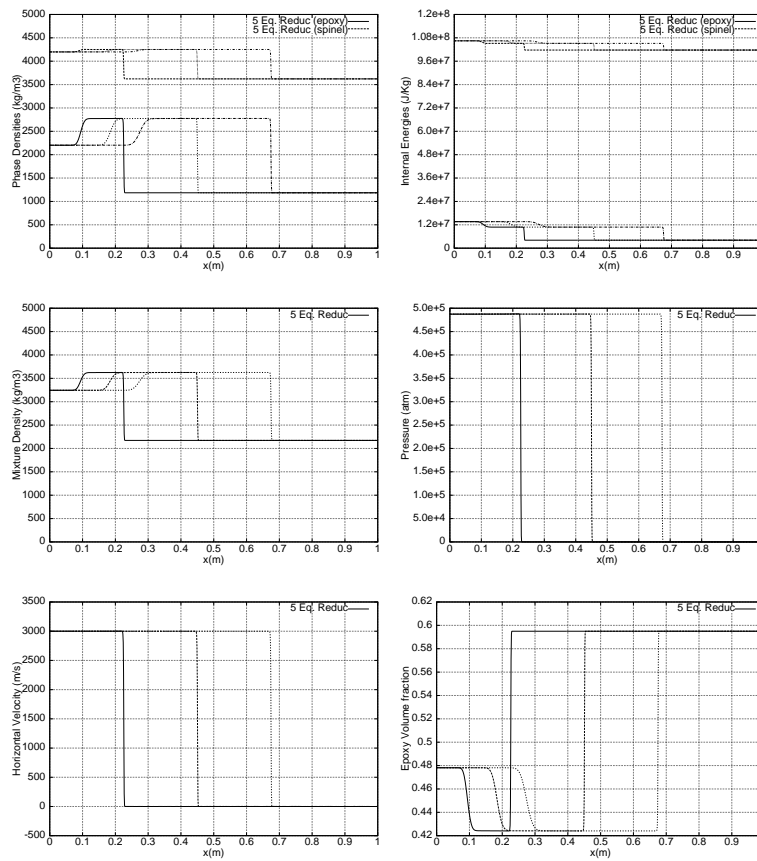 5 Eq. Reduc (epoxy)
5 Eq. Reduc (spinel)
Phase Densities (kg/m3)
5000
4500
4000
3500
3000
2500
2000
1500
1000
500
0
0 0.1 0.2 0.3 0.4 0.5 0.6 0.7 0.8 0.9 1
x(m)
5 Eq. Reduc (epoxy)
5 Eq. Reduc (spinel)
Internal Energies (J/Kg)
1.2e+8
1.08e+8
9.6e+7
8.4e+7
7.2e+7
6.0e+7
4.8e+7
3.6e+7
2.4e+7
1.2e+7
0
0 0.1 0.2 0.3 0.4 0.5 0.6 0.7 0.8 0.9
x(m)
5 Eq. Reduc
Mixture Density (kg/m3)
5000
4500
4000
3500
3000
2500
2000
1500
1000
500
0
0 0.1 0.2 0.3 0.4 0.5 0.6 0.7 0.8 0.9 1
x(m)
5 Eq. Reduc
Pressure (atm)
5.0e+5
4.5e+5
4.0e+5
3.5e+5
3.0e+5
2.5e+5
2.0e+5
1.5e+5
1.0e+5
5.0e+4
0
0 0.1 0.2 0.3 0.4 0.5 0.6 0.7 0.8 0.9
x(m)
5 Eq. Reduc
Horizontal Velocity (m/s)
3500
3000
2500
2000
1500
1000
500
0
-500
0 0.1 0.2 0.3 0.4 0.5 0.6 0.7 0.8 0.9 1
x(m)
5 Eq. Reduc
Epoxy Volume fraction
0.62
0.6
0.58
0.56
0.54
0.52
0.5
0.48
0.46
0.44
0.42
0 0.1 0.2 0.3 0.4 0.5 0.6 0.7 0.8 0.9
x(m)